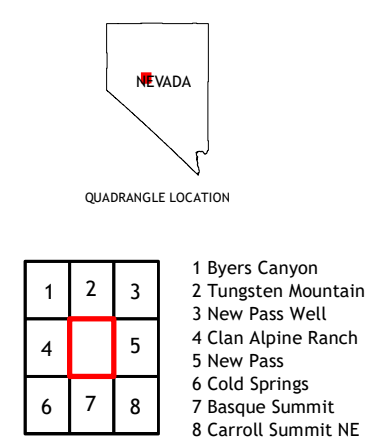 NEVADA
QUADRANGLE LOCATION
1 2 3
4 5
6 7 8
1 Byers Canyon
2 Tungsten Mountain
3 New Pass Well
4 Clan Alpine Ranch
5 New Pass
6 Cold Springs
7 Basque Summit
8 Carroll Summit NE